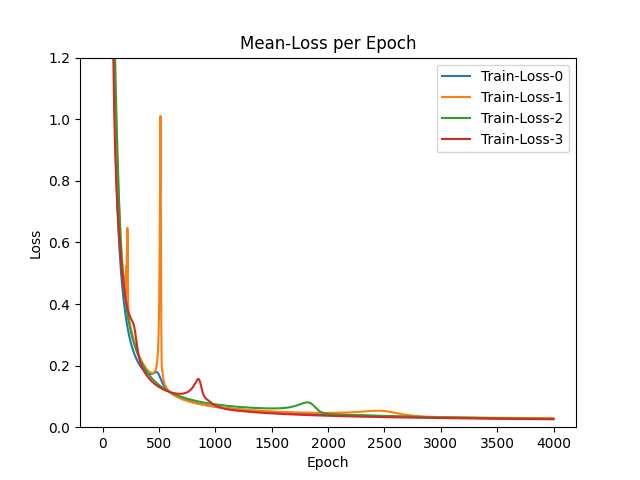 Mean-Loss per Epoch
Train-Loss-0
Train-Loss-1
Train-Loss-2
Train-Loss-3
1.2
1.0
0.8
0.6
0.4
0.2
0.0
Loss
0 500 1000 1500 2000 2500 3000 3500 4000
Epoch